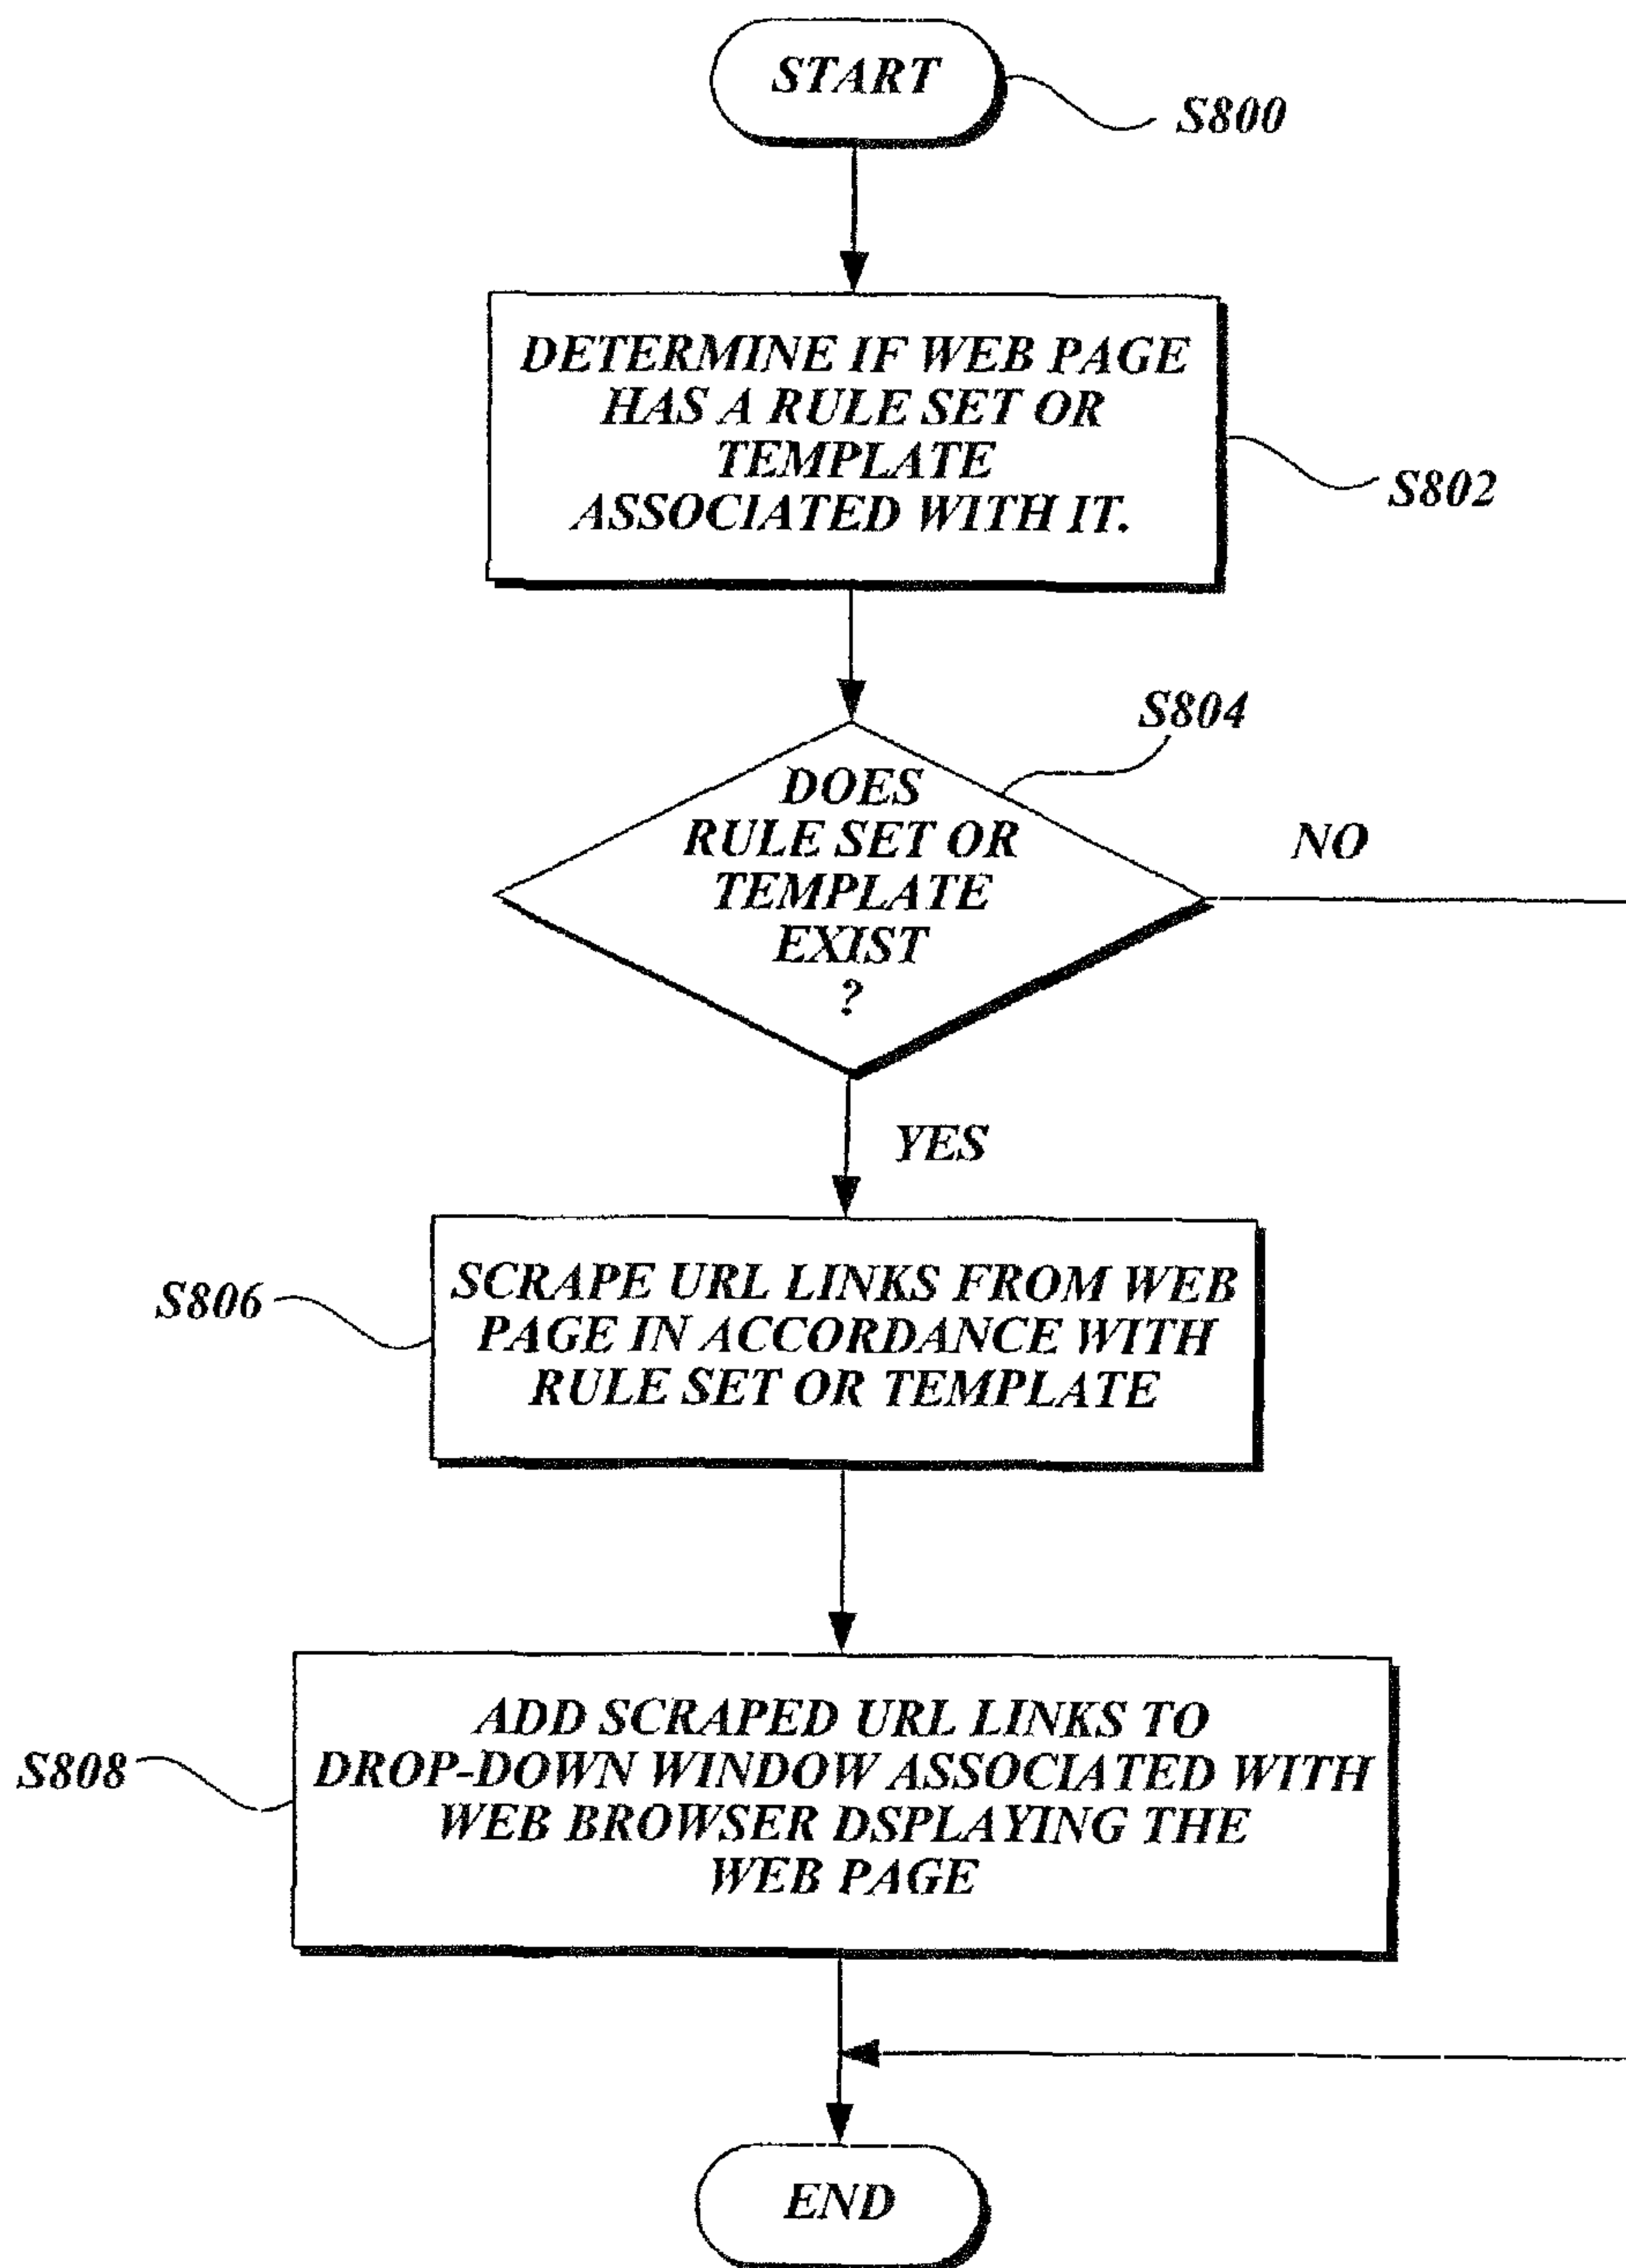 START
S800
DETERMINE IF WEB PAGE
HAS A RULE SET OR
TEMPLATE
ASSOCIATED WITH IT.
S802
S804
DOES
RULE SET OR
TEMPLATE
EXIST
?
NO
YES
S806
SCRAPE URL LINKS FROM WEB
PAGE IN ACCORDANCE WITH
RULE SET OR TEMPLATE
S808
ADD SCRAPED URL LINKS TO
DROP-DOWN WINDOW ASSOCIATED WITH
WEB BROWSER DSPLAYING THE
WEB PAGE
END